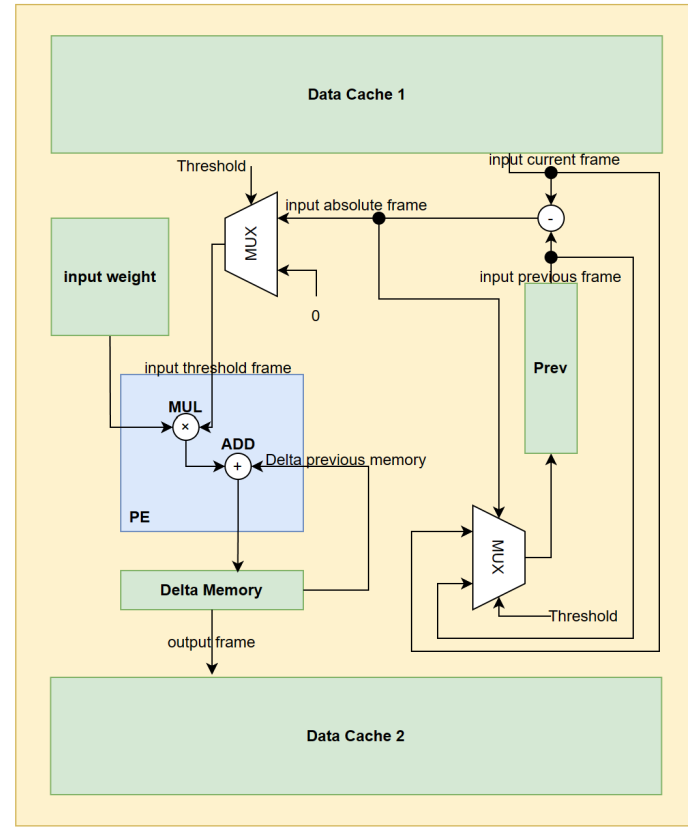 Data Cache 1
input current frame
Threshold
input absolute frame
-
MUX
input weight
input previous frame
0
Prev
input threshold frame
MUL
×
ADD
+
Delta previous memory
PE
MUX
Delta Memory
Threshold
output frame
Data Cache 2